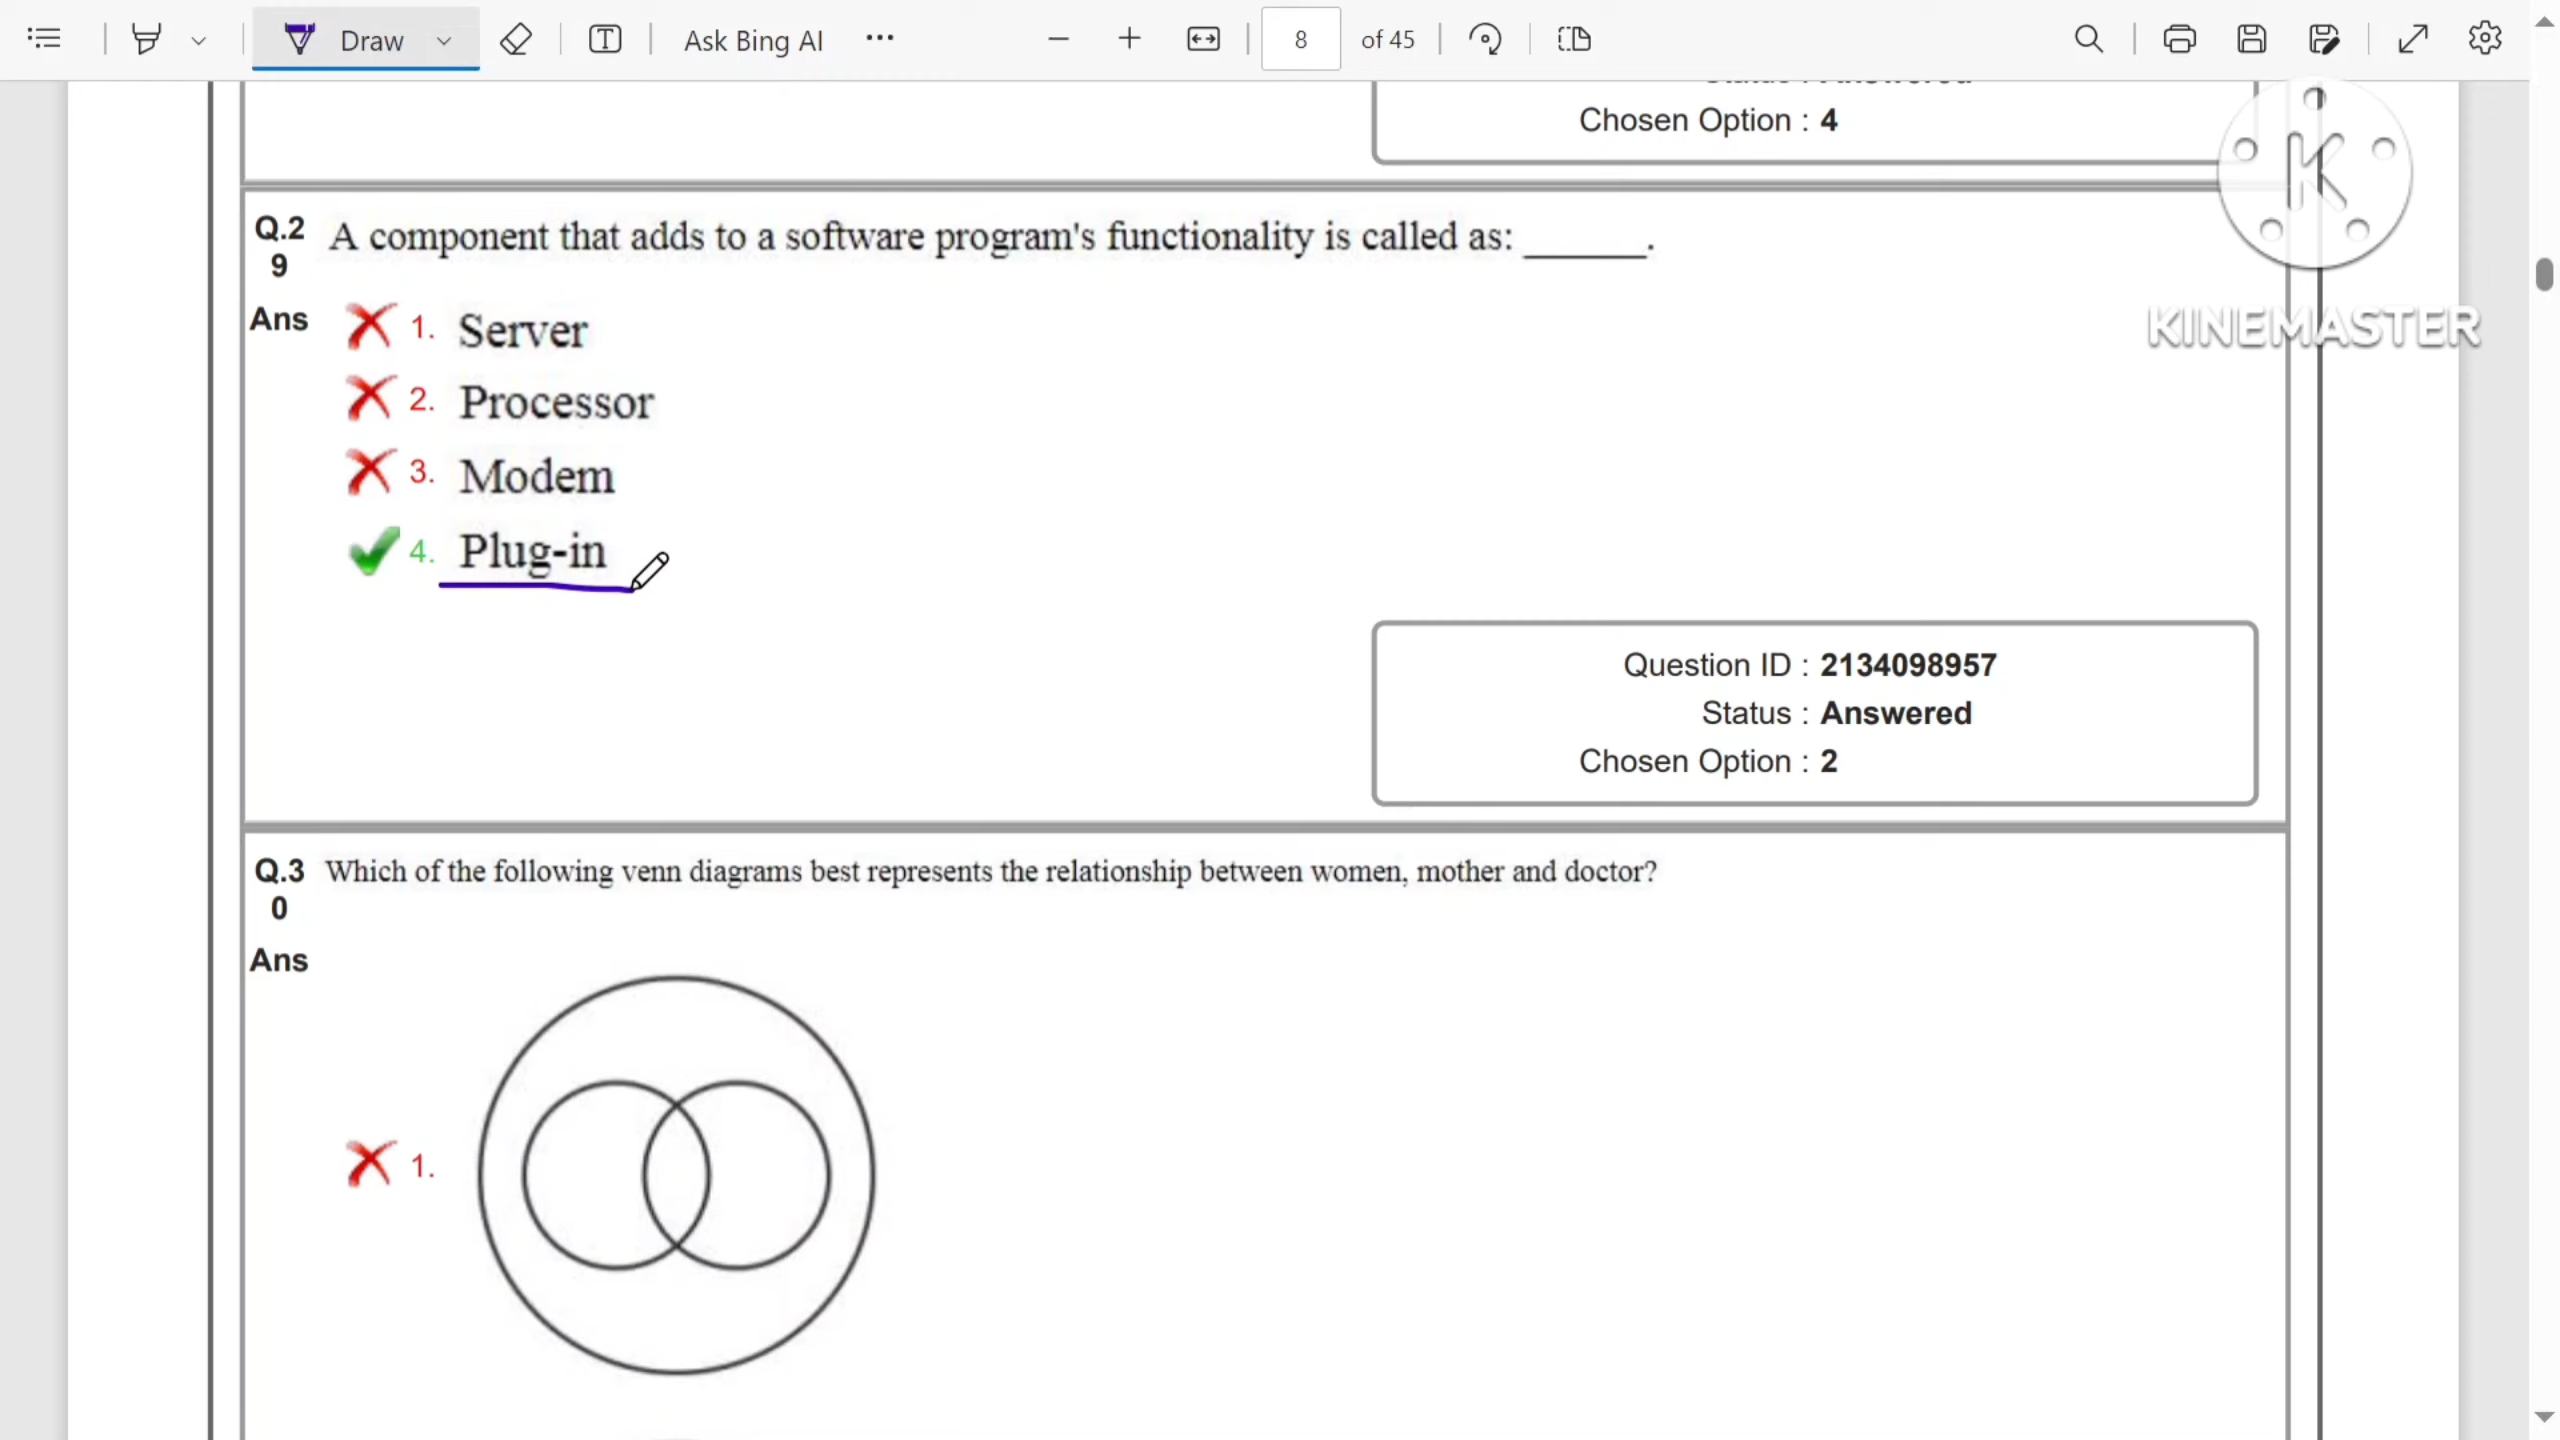 Draw
Ask Bing AI
8 of 45
Chosen Option : 4
Q.2
9
A component that adds to a software program's functionality is called as: ______.
Ans
1. Server
2. Processor
3. Modem
4. Plug-in
Question ID : 2134098957
Status : Answered
Chosen Option : 2
Q.3
0
Which of the following venn diagrams best represents the relationship between women, mother and doctor?
Ans
1.
K
KINEMASTER